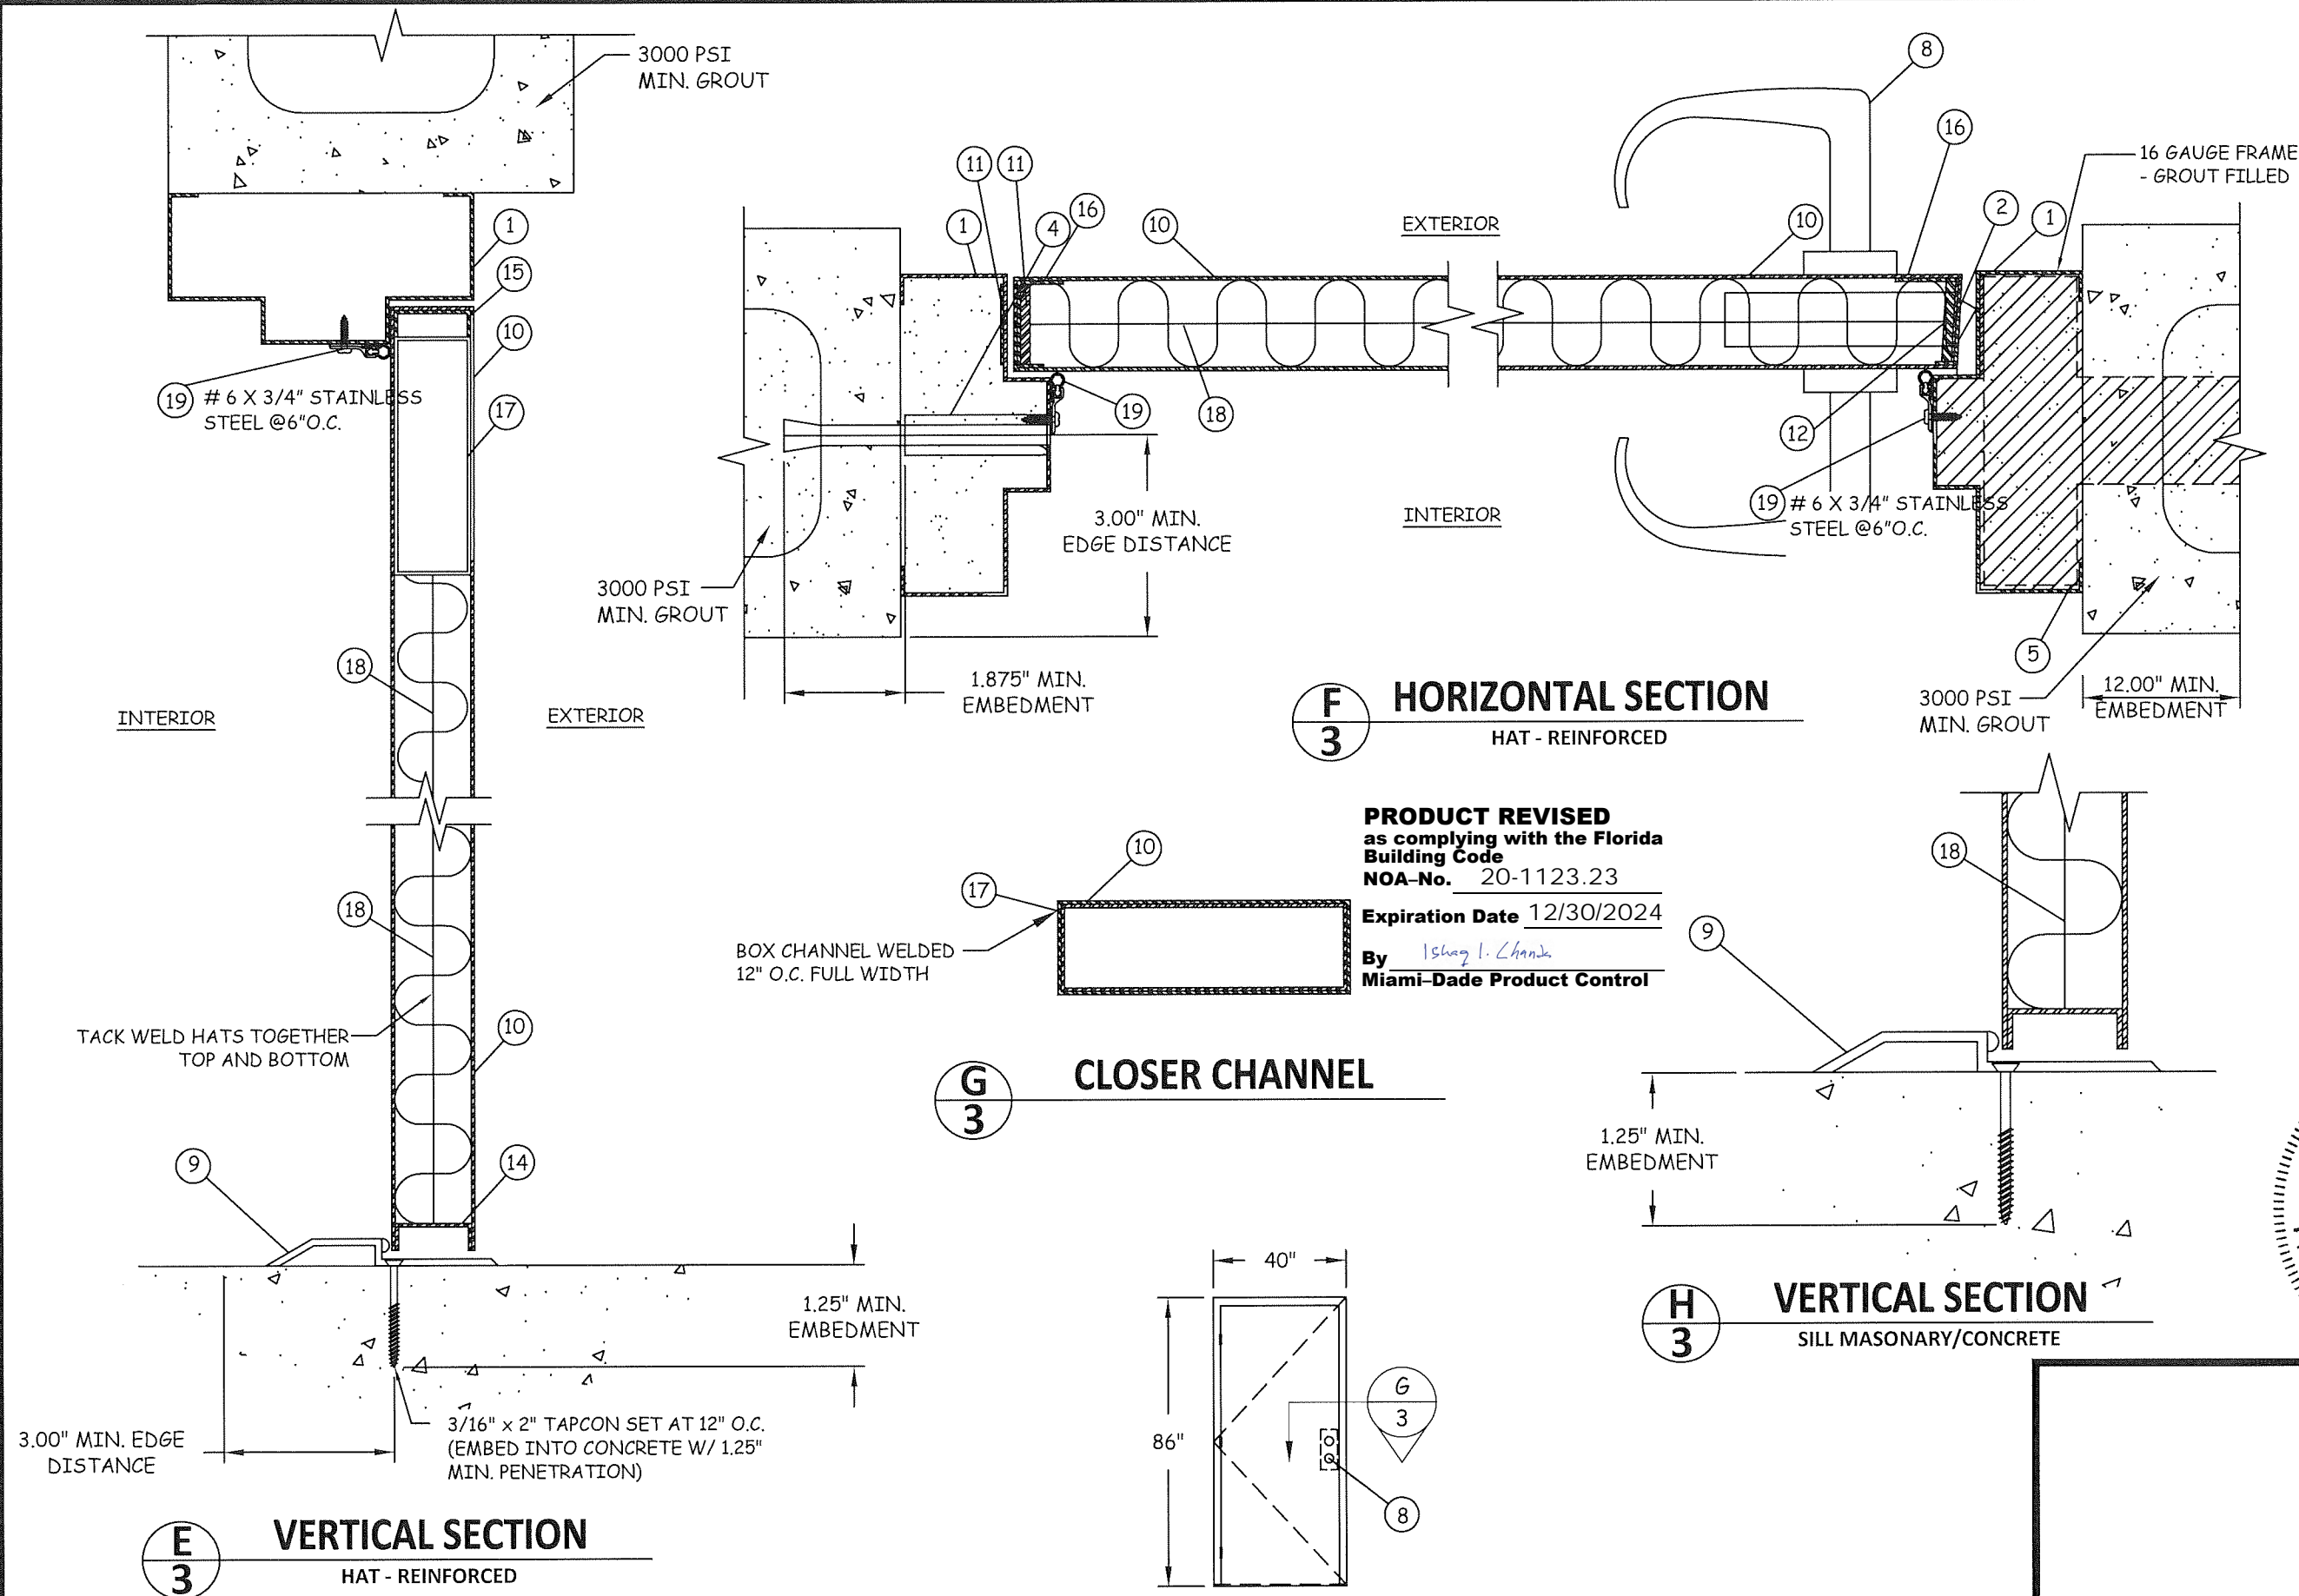 3000 PSI
MIN. GROUT
1
15
10
17
19
# 6 X 3/4" STAINLESS
STEEL @6"O.C.
18
INTERIOR
EXTERIOR
18
TACK WELD HATS TOGETHER
TOP AND BOTTOM
10
14
9
1.25" MIN.
EMBEDMENT
3.00" MIN. EDGE
DISTANCE
3/16" x 2" TAPCON SET AT 12" O.C.
(EMBED INTO CONCRETE W/ 1.25"
MIN. PENETRATION)
E
3
VERTICAL SECTION
HAT - REINFORCED
8
16
16 GAUGE FRAME
- GROUT FILLED
11
11
16
1
4
10
EXTERIOR
10
2
1
19
18
12
3.00" MIN.
EDGE DISTANCE
INTERIOR
19
# 6 X 3/4" STAINLESS
STEEL @6"O.C.
3000 PSI
MIN. GROUT
1.875" MIN.
EMBEDMENT
5
3000 PSI
MIN. GROUT
12.00" MIN.
EMBEDMENT
F
3
HORIZONTAL SECTION
HAT - REINFORCED
PRODUCT REVISED
as complying with the Florida
Building Code
NOA–No. 20-1123.23
Expiration Date 12/30/2024
By
Miami–Dade Product Control
10
17
BOX CHANNEL WELDED
12" O.C. FULL WIDTH
G
3
CLOSER CHANNEL
18
9
1.25" MIN.
EMBEDMENT
H
3
VERTICAL SECTION
SILL MASONARY/CONCRETE
40"
86"
G
3
8